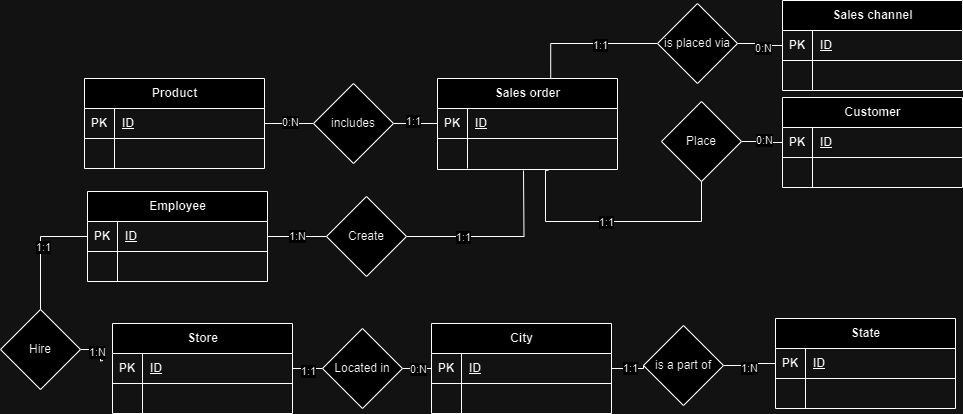 Sales channel
PK ID
is placed via
1:1
0:N
Product
PK ID
0:N
includes
1:1
Sales order
PK ID
Customer
PK ID
Place
0:N
1:1
Employee
PK ID
1:N
Create
1:1
1:1
Hire
1:N
Store
PK ID
1:1
Located in
0:N
City
PK ID
1:1
is a part of
1:N
State
PK ID